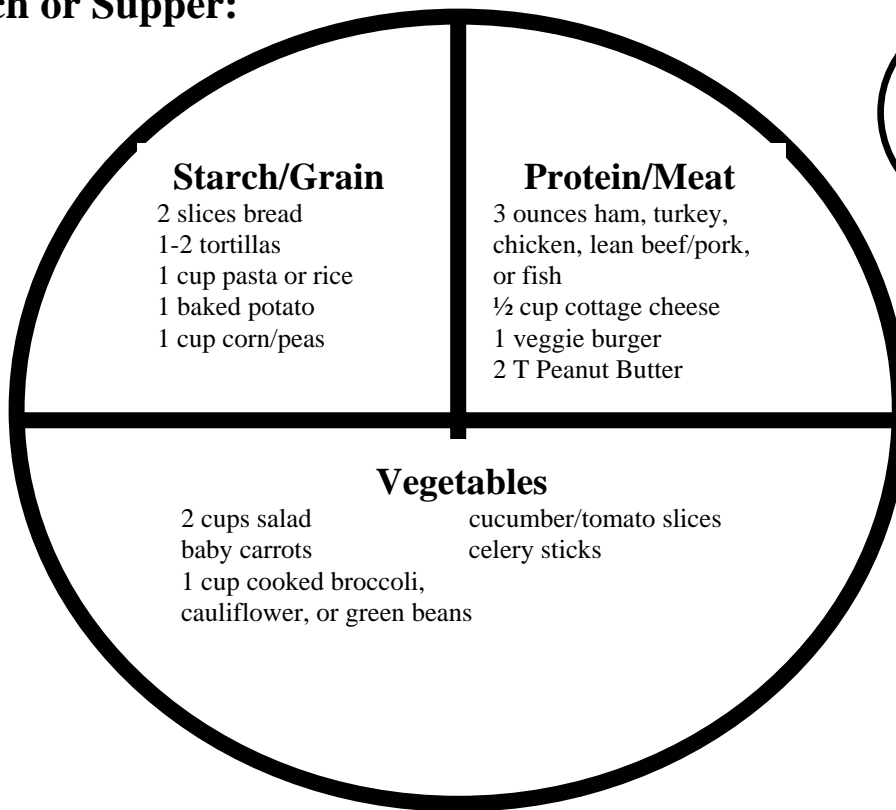 or Supper:
Starch/Grain
2 slices bread
1-2 tortillas
1 cup pasta or rice
1 baked potato
1 cup corn/peas
Protein/Meat
3 ounces ham, turkey,
chicken, lean beef/pork,
or fish
½ cup cottage cheese
1 veggie burger
2 T Peanut Butter
Vegetables
2 cups salad
baby carrots
1 cup cooked broccoli,
cauliflower, or green beans
cucumber/tomato slices
celery sticks